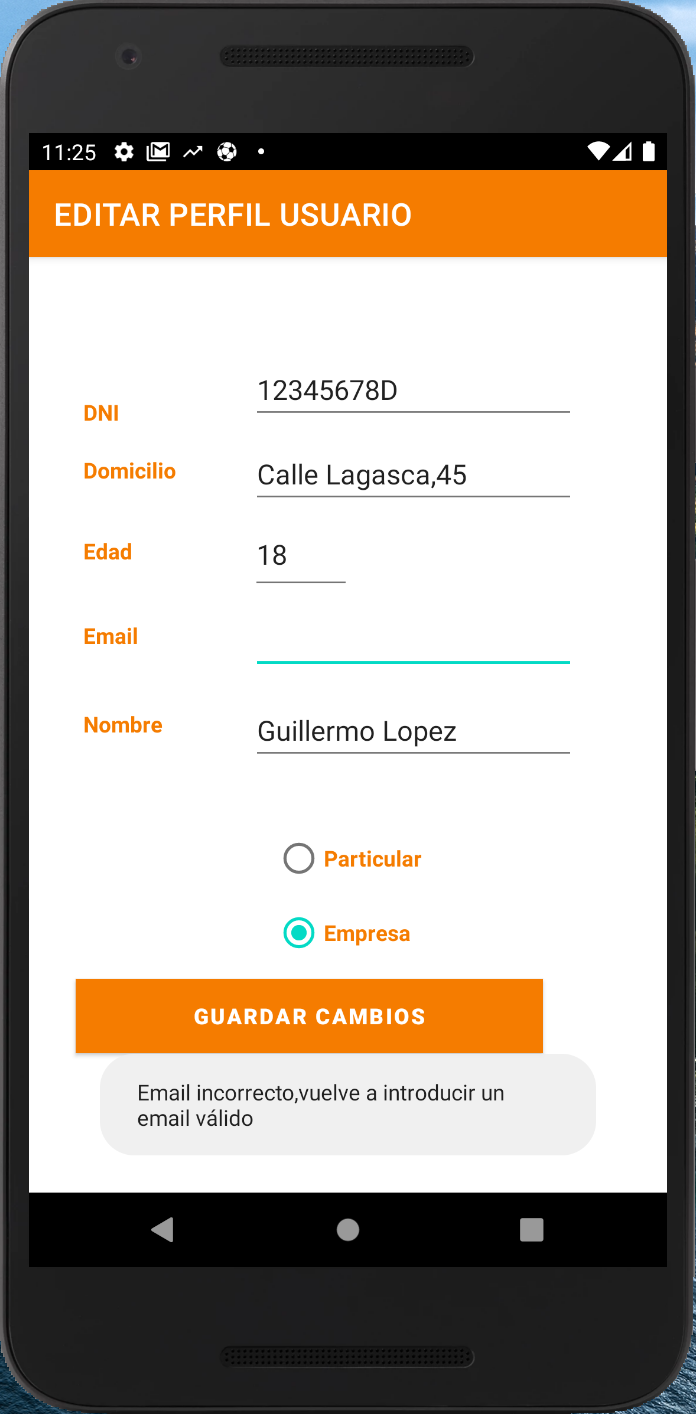 11:25
EDITAR PERFIL USUARIO
DNI
12345678D
Domicilio
Calle Lagasca,45
Edad
18
Email
Nombre
Guillermo Lopez
Particular
Empresa
GUARDAR CAMBIOS
Email incorrecto,vuelve a introducir un
email válido